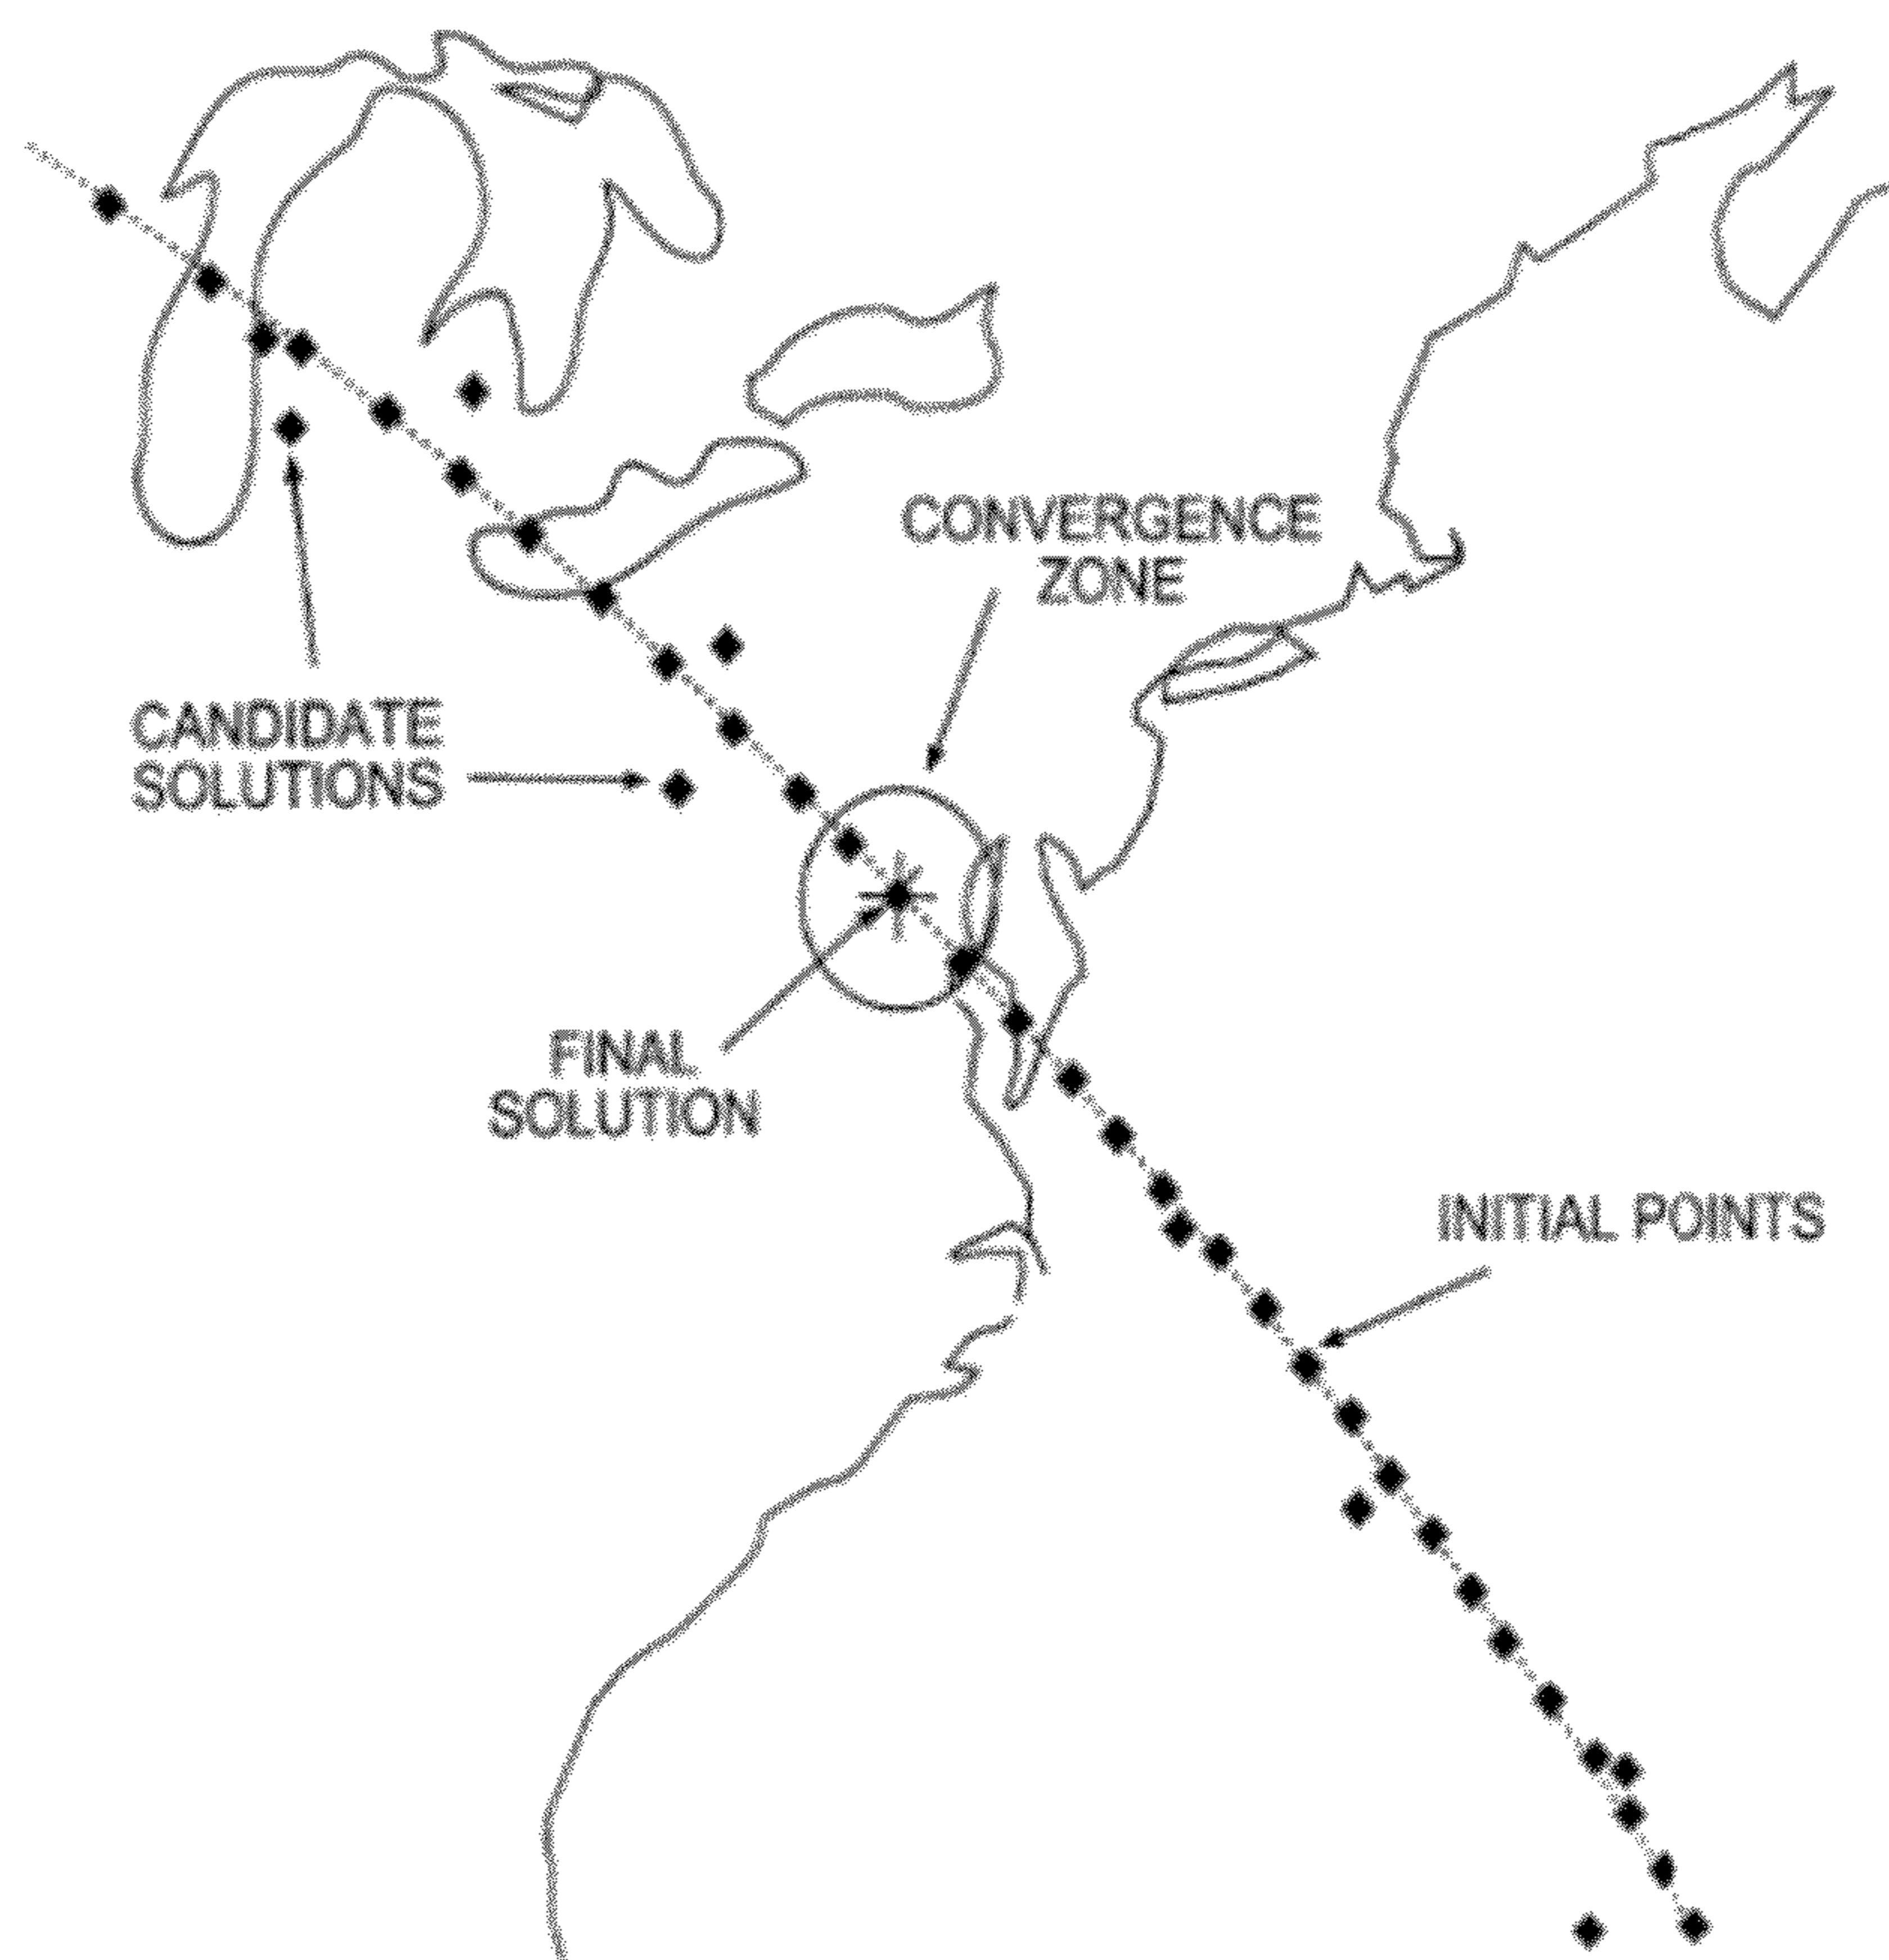 CONVERGENCE
ZONE
CANDIDATE
SOLUTIONS
FINAL
SOLUTION
INITIAL POINTS